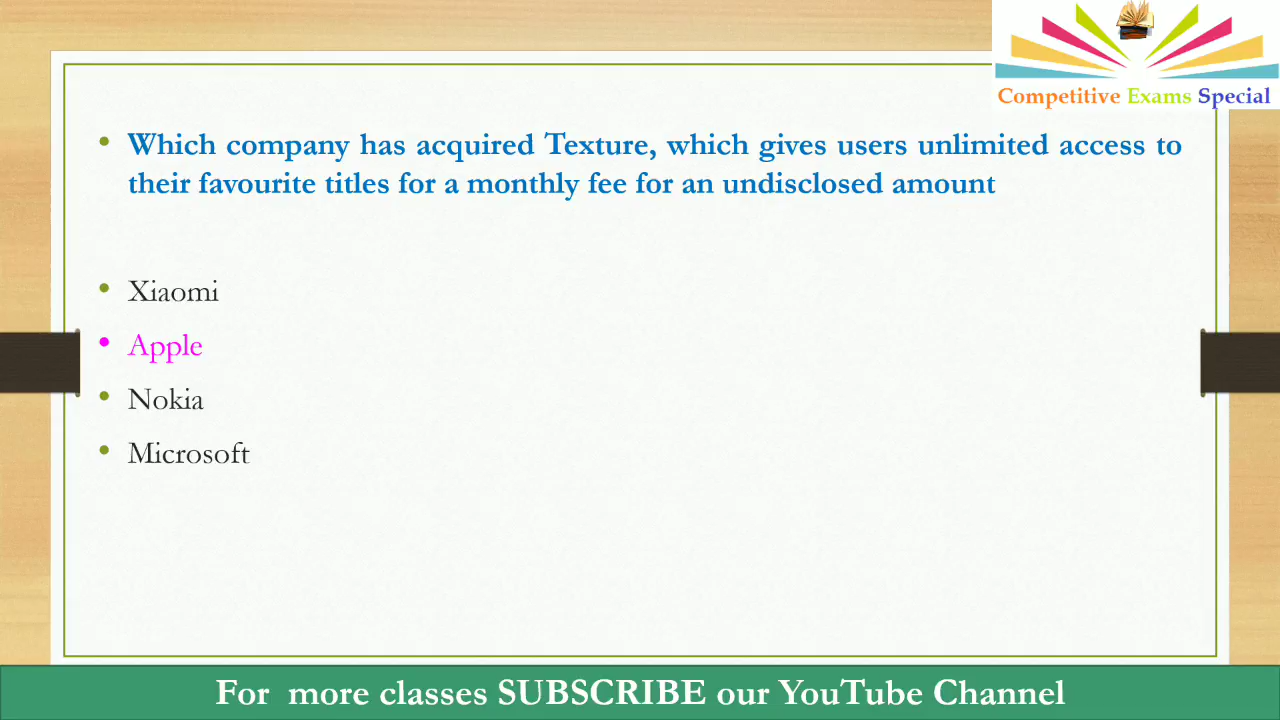 Competitive Exams Special
• Which company has acquired Texture, which gives users unlimited access to
their favourite titles for a monthly fee for an undisclosed amount
• Xiaomi
• Apple
• Nokia
• Microsoft
For more classes SUBSCRIBE our YouTube Channel